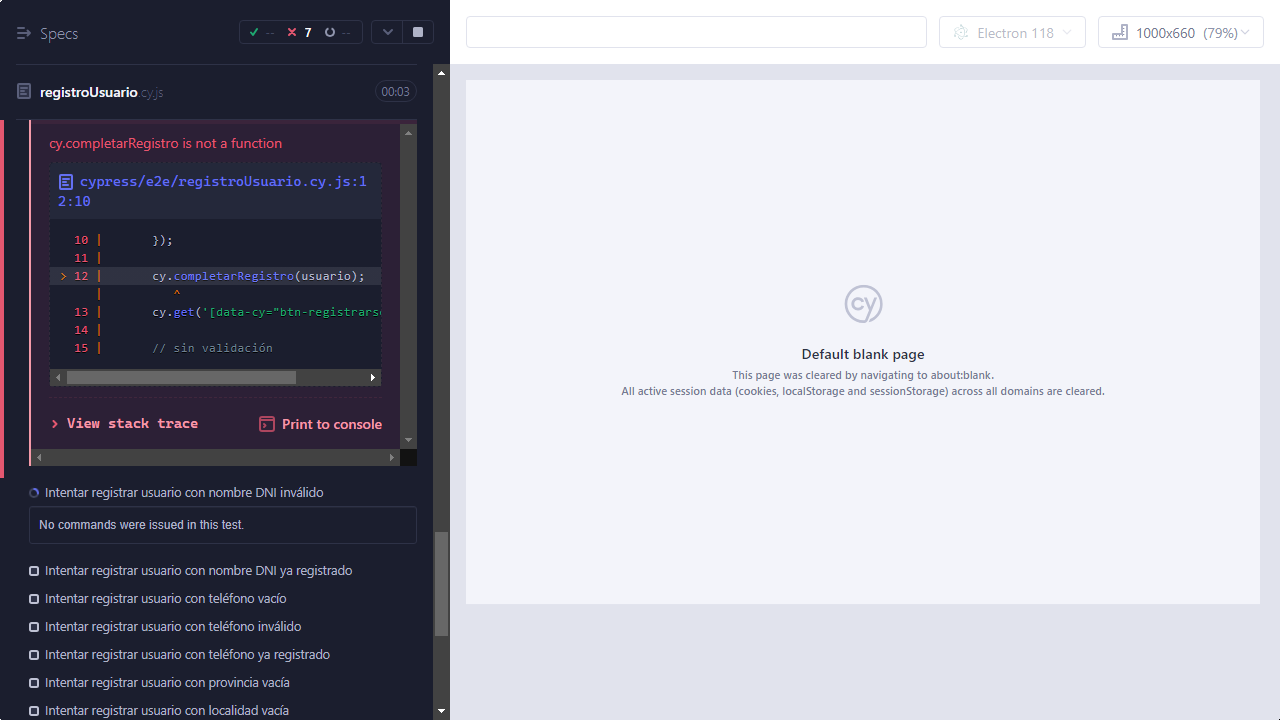 Specs
-- 7 --
registroUsuario.cy.js 00:03
cy.completarRegistro is not a function
cypress/e2e/registroUsuario.cy.js:1
2:10
10 | });
11 |
> 12 | cy.completarRegistro(usuario);
| ^
13 | cy.get('[data-cy="btn-registrars
14 |
15 | // sin validación
> View stack trace
Print to console
Intentar registrar usuario con nombre DNI inválido
No commands were issued in this test.
Intentar registrar usuario con nombre DNI ya registrado
Intentar registrar usuario con teléfono vacío
Intentar registrar usuario con teléfono inválido
Intentar registrar usuario con teléfono ya registrado
Intentar registrar usuario con provincia vacía
Intentar registrar usuario con localidad vacía
Electron 118
1000x660 (79%)
cy
Default blank page
This page was cleared by navigating to about:blank.
All active session data (cookies, localStorage and sessionStorage) across all domains are cleared.